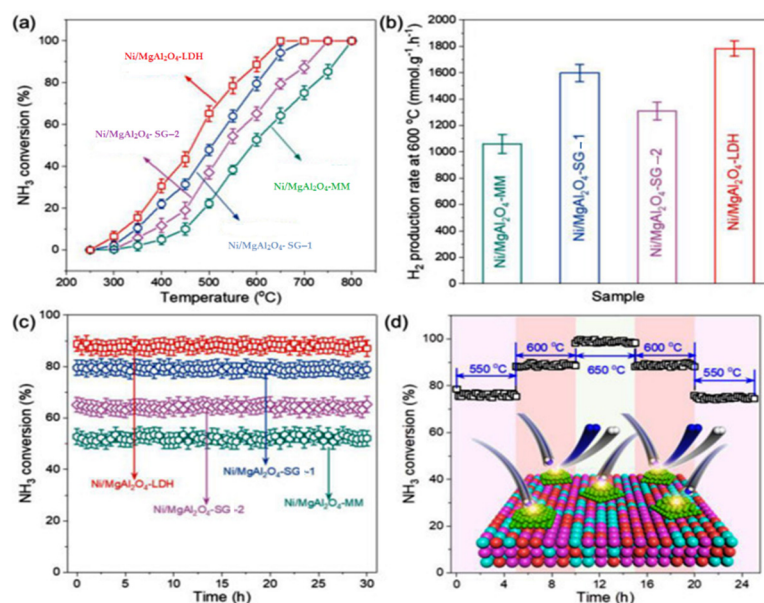 (a)
100
80
60
40
20
0
NH₃ conversion (%)
Ni/MgAl₂O₄-LDH
Ni/MgAl₂O₄- SG–2
Ni/MgAl₂O₄-MM
Ni/MgAl₂O₄- SG–1
200 300 400 500 600 700 800
Temperature (°C)
(b)
2000
1800
1600
1400
1200
1000
800
600
400
200
0
H₂ production rate at 600 °C (mmol.g⁻¹.h⁻¹)
Ni/MgAl₂O₄-MM
Ni/MgAl₂O₄-SG –1
Ni/MgAl₂O₄-SG –2
Ni/MgAl₂O₄-LDH
Sample
(c)
100
90
80
70
60
50
40
30
20
10
0
NH₃ conversion (%)
Ni/MgAl₂O₄-LDH
Ni/MgAl₂O₄-SG -1
Ni/MgAl₂O₄-SG -2
Ni/MgAl₂O₄-MM
0 5 10 15 20 25 30
Time (h)
(d)
100
80
60
40
20
0
NH₃ conversion (%)
550 °C
600 °C
650 °C
600 °C
550 °C
0 4 8 12 16 20 24
Time (h)